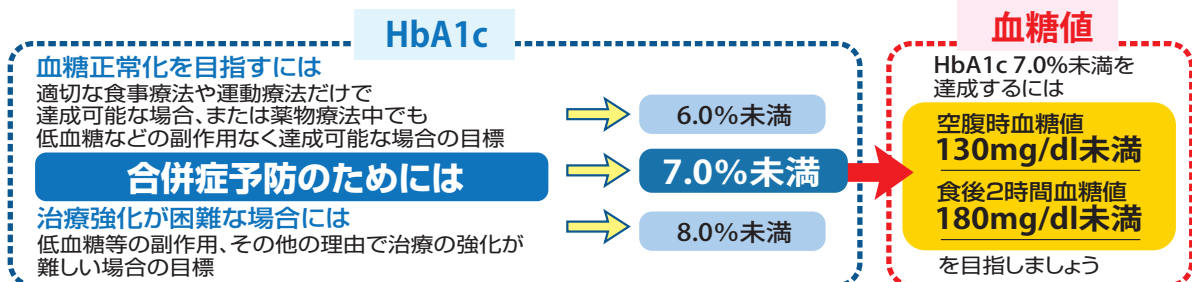 HbA1c
血糖正常化を目指すには
適切な食事療法や運動療法だけで
達成可能な場合、または薬物療法中でも
低血糖などの副作用なく達成可能な場合の目標
6.0%未満
合併症予防のためには
7.0%未満
治療強化が困難な場合には
低血糖等の副作用、その他の理由で治療の強化が
難しい場合の目標
8.0%未満
血糖値
HbA1c 7.0%未満を
達成するには
空腹時血糖値
130mg/dl未満
食後2時間血糖値
180mg/dl未満
を目指しましょう